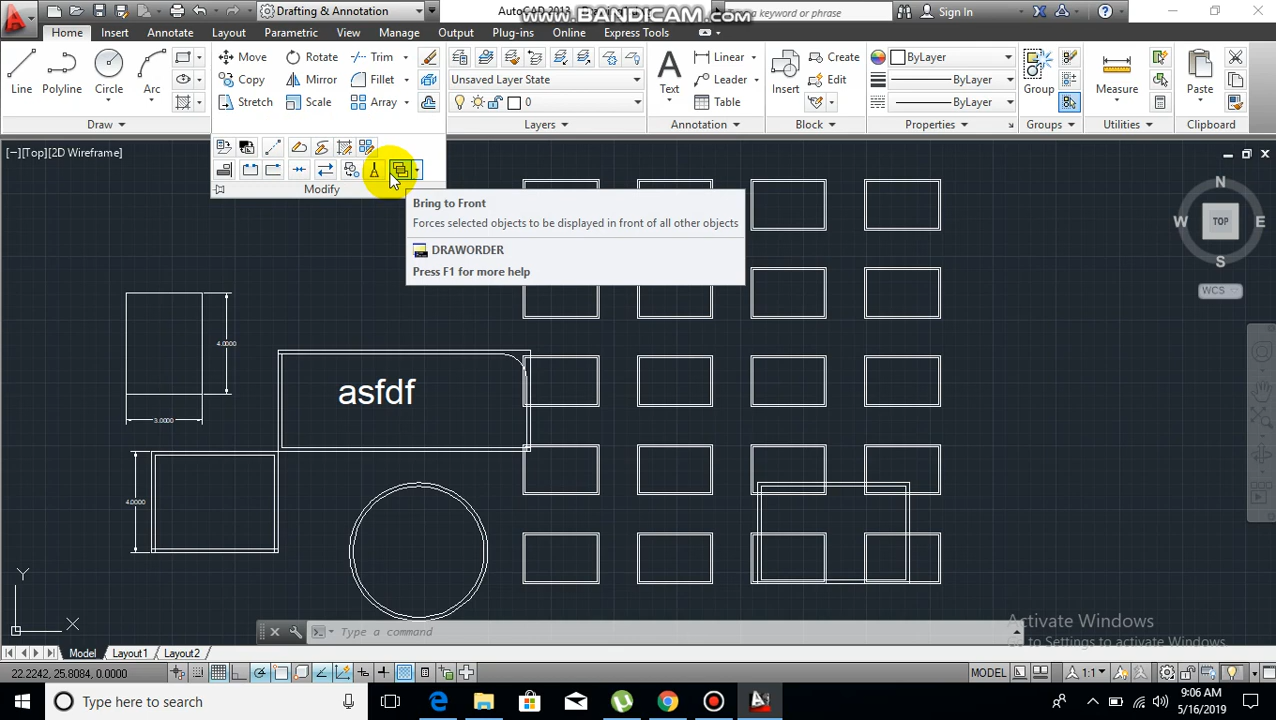 Drafting & Annotation
AutoCAD 2013
www.BANDICAM.com
keyword or phrase
Sign In
Home Insert Annotate Layout Parametric View Manage Output Plug-ins Online Express Tools
Line Polyline Circle Arc
Move Rotate Trim
Copy Mirror Fillet
Stretch Scale Array
Unsaved Layer State
0
Text
Linear
Leader
Table
Insert
Create
Edit
ByLayer
ByLayer
ByLayer
Group
Measure
Paste
Draw
Layers
Annotation
Block
Properties
Groups
Utilities
Clipboard
[−][Top][2D Wireframe]
Modify
Bring to Front
Forces selected objects to be displayed in front of all other objects
DRAWORDER
Press F1 for more help
N
W TOP E
S
WCS
4.0000
3.0000
asfdf
4.0000
Y
X
Type a command
Activate Windows
Go to Settings to activate Windows.
Model Layout1 Layout2
22.2242, 25.8084, 0.0000
MODEL
1:1
Type here to search
9:06 AM
5/16/2019